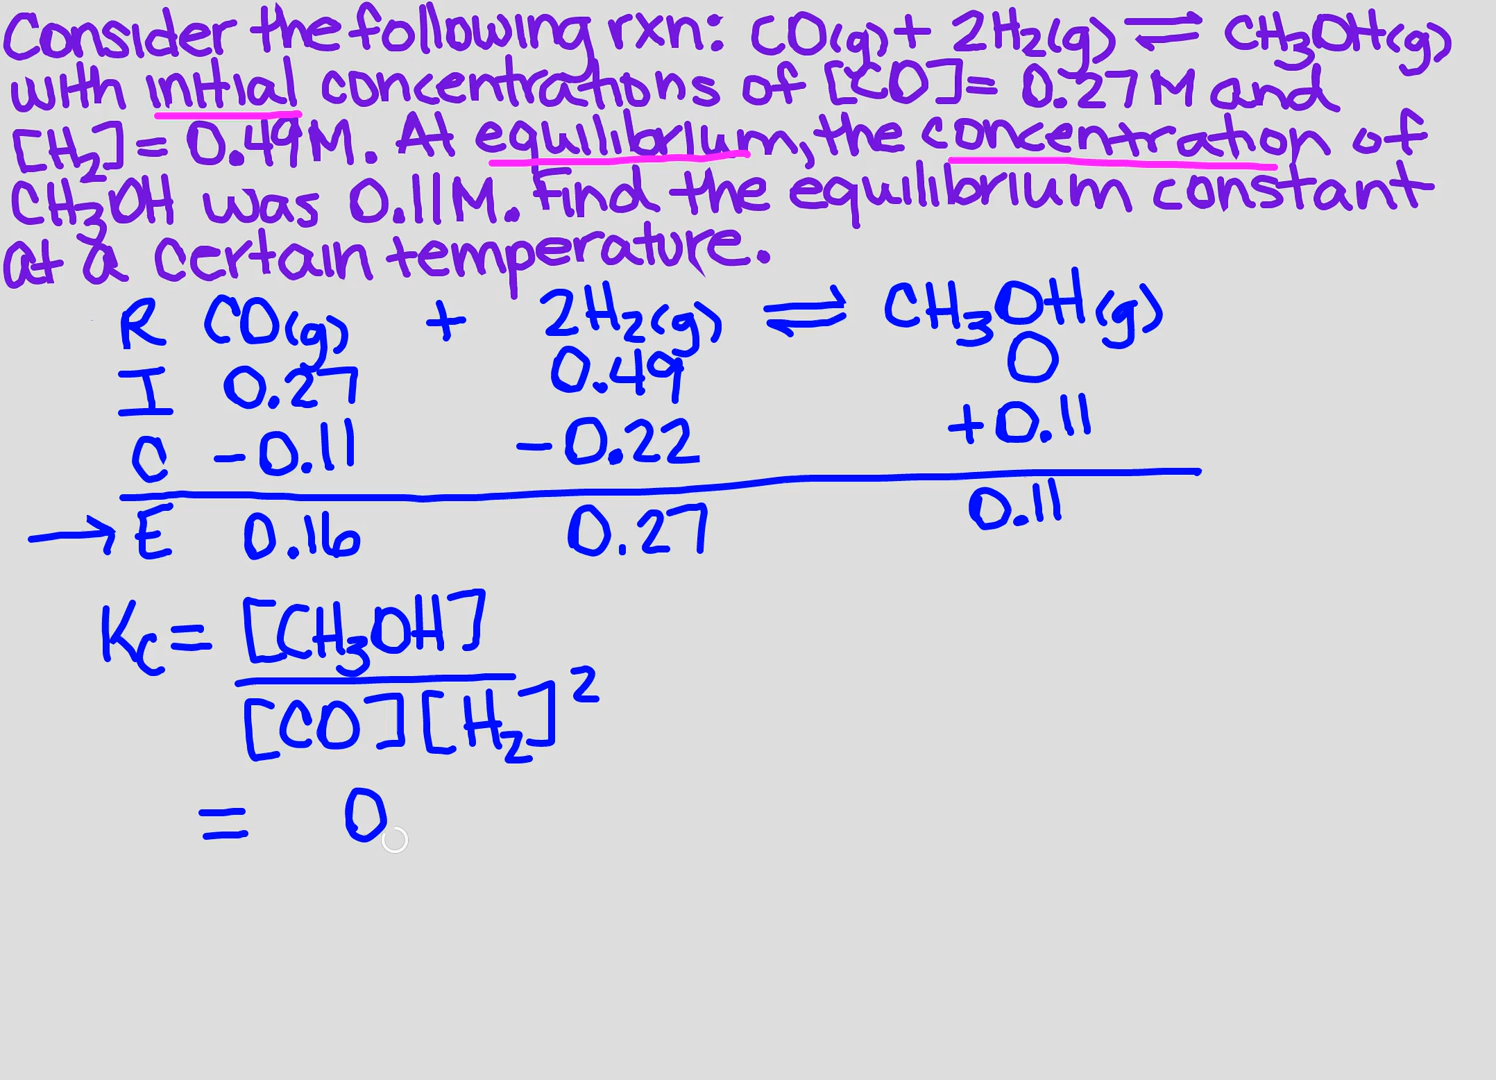 Consider the following rxn: CO(g) + 2H₂(g) ⇌ CH₃OH(g)
with initial concentrations of [CO] = 0.27 M and
[H₂] = 0.49 M. At equilibrium, the concentration of
CH₃OH was 0.11 M. Find the equilibrium constant
at a certain temperature.
R CO(g) + 2H₂(g) ⇌ CH₃OH(g)
I 0.27 0.49 0
C -0.11 -0.22 +0.11
→ E 0.16 0.27 0.11
Kc = [CH₃OH]
[CO][H₂]²
= 0